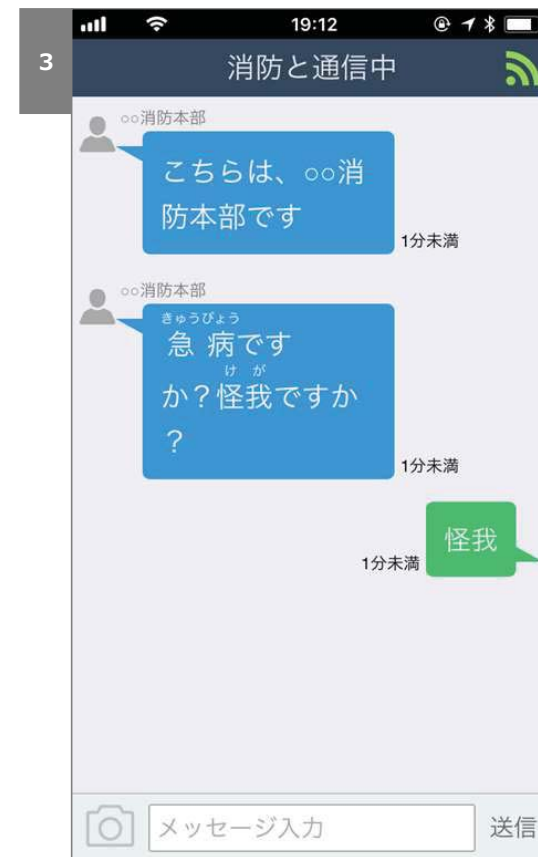 3
19:12
消防と通信中
○○消防本部
こちらは、○○消
防本部です
1分未満
○○消防本部
きゅうびょう
急病です
けが
か？怪我ですか
？
1分未満
怪我
1分未満
メッセージ入力
送信